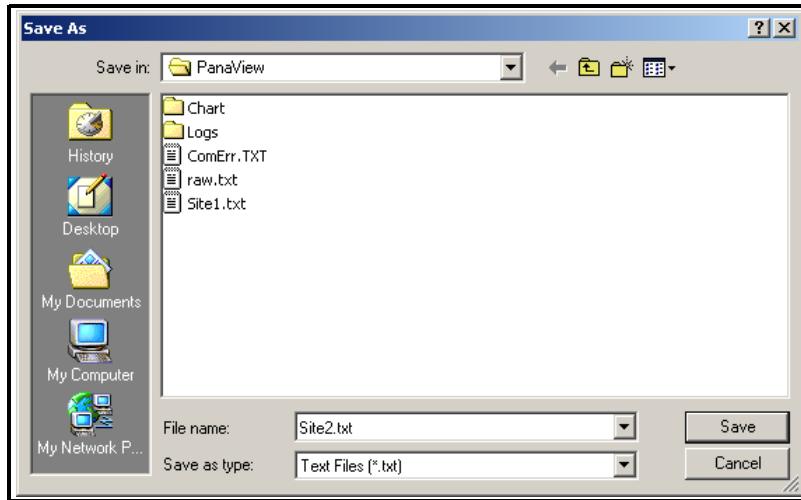 Save As
Save in: PanaView
History
Desktop
My Documents
My Computer
My Network P...
Chart
Logs
ComErr.TXT
raw.txt
Site1.txt
File name: Site2.txt Save
Save as type: Text Files (*.txt) Cancel